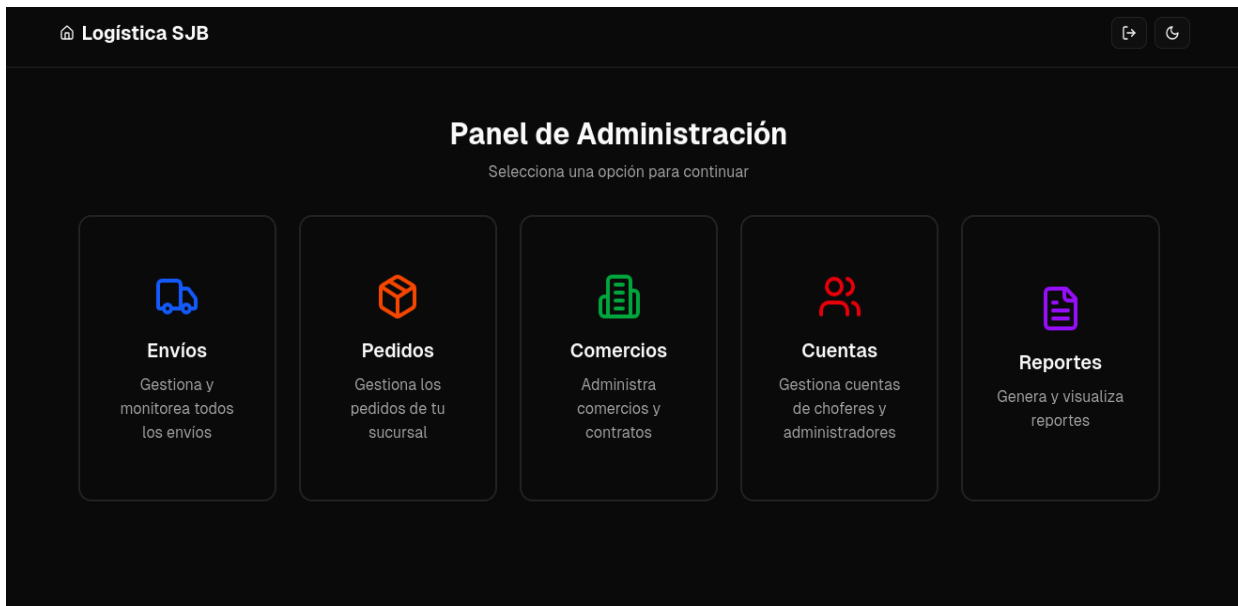 Logística SJB
Panel de Administración
Selecciona una opción para continuar
Envíos
Gestiona y
monitorea todos
los envíos
Pedidos
Gestiona los
pedidos de tu
sucursal
Comercios
Administra
comercios y
contratos
Cuentas
Gestiona cuentas
de choferes y
administradores
Reportes
Genera y visualiza
reportes